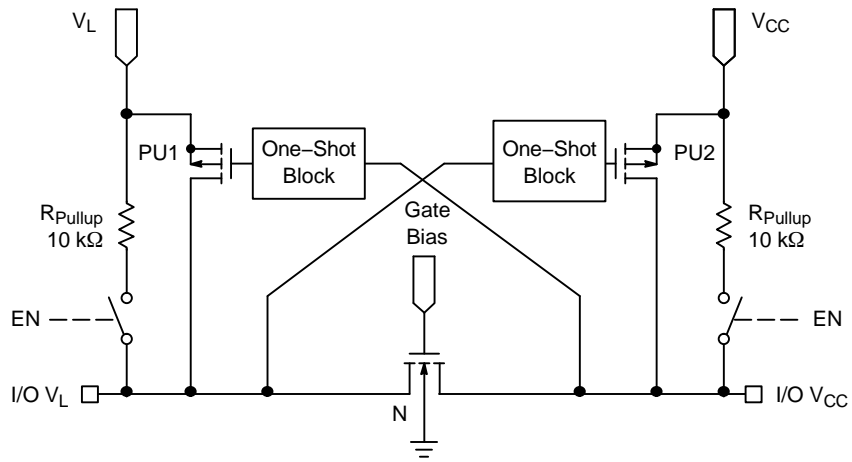 V_L
V_CC
PU1
One–Shot
Block
One–Shot
Block
PU2
Gate
Bias
R_Pullup
10 kΩ
R_Pullup
10 kΩ
EN
EN
I/O V_L
N
I/O V_CC